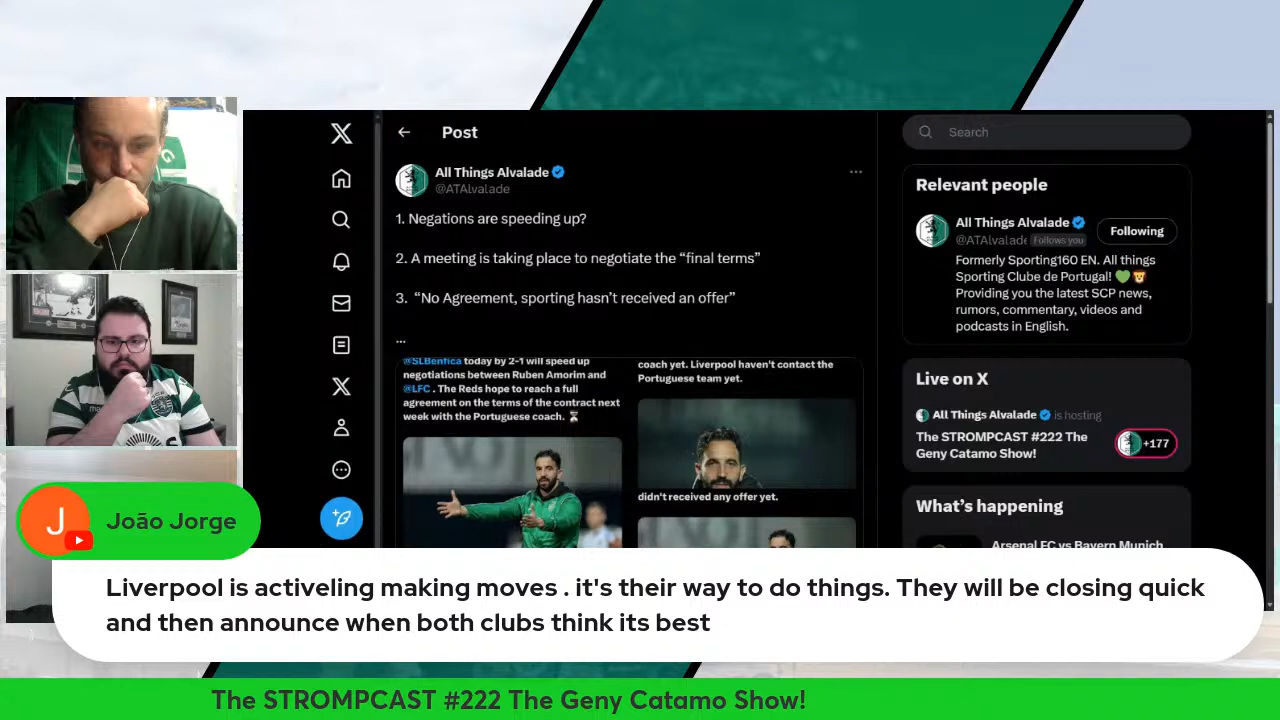 Post
Search
All Things Alvalade
@ATAlvalade
1. Negations are speeding up?
2. A meeting is taking place to negotiate the “final terms”
3. “No Agreement, sporting hasn’t received an offer”
...
@SLBenfica today by 2-1 will speed up
negotiations between Ruben Amorim and
@LFC . The Reds hope to reach a full
agreement on the terms of the contract next
week with the Portuguese coach. ⏳
coach yet. Liverpool haven't contact the
Portuguese team yet.
didn't received any offer yet.
Relevant people
All Things Alvalade
@ATAlvalade Follows you
Following
Formerly Sporting160 EN. All things
Sporting Clube de Portugal! 💚🦁
Providing you the latest SCP news,
rumors, commentary, videos and
podcasts in English.
Live on X
All Things Alvalade is hosting
The STROMPCAST #222 The
Geny Catamo Show!
+177
What’s happening
Arsenal FC vs Bayern Munich
J
João Jorge
Liverpool is activeling making moves . it's their way to do things. They will be closing quick
and then announce when both clubs think its best
The STROMPCAST #222 The Geny Catamo Show!